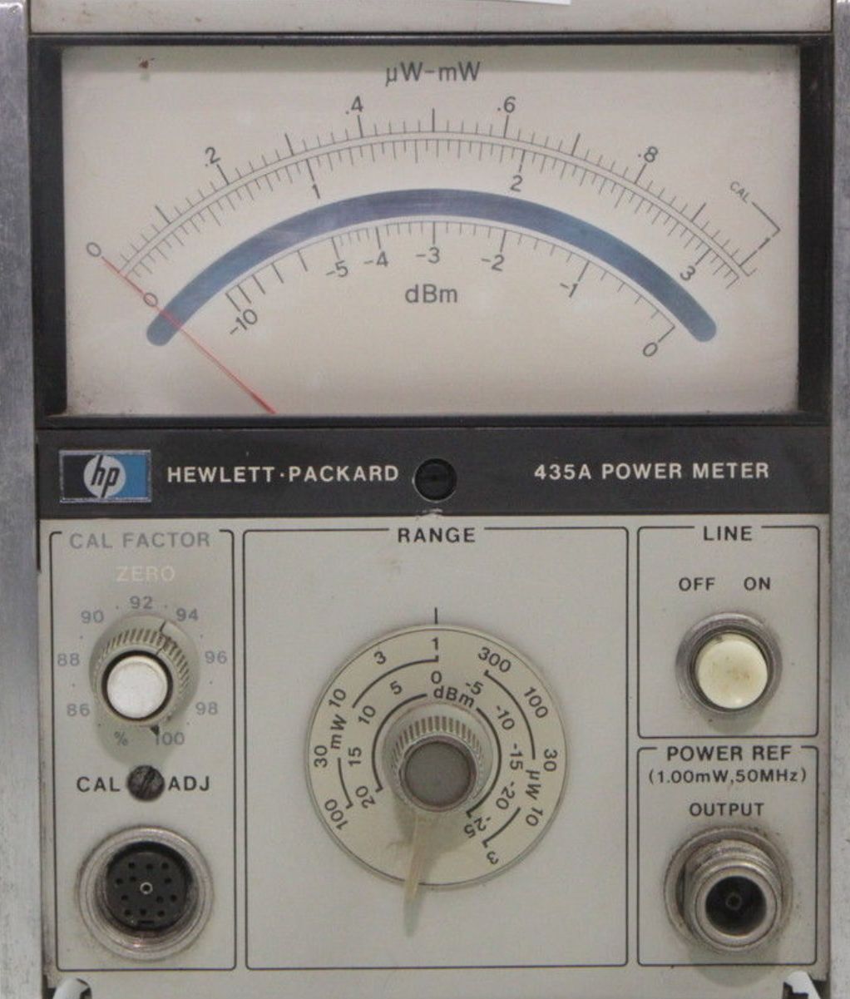 µW-mW
0 .2 .4 .6 .8 1
CAL
0 1 2 3
-10 -5 -4 -3 -2 -1 0
dBm
hp HEWLETT·PACKARD 435A POWER METER
CAL FACTOR
ZERO
86 88 90 92 94 96 98 100
%
CAL ADJ
RANGE
100 30 10 3 1 300 100 30 10 3
mW µW
20 15 10 5 0 -5 -10 -15 -20 -25
dBm
LINE
OFF ON
POWER REF
(1.00mW,50MHz)
OUTPUT